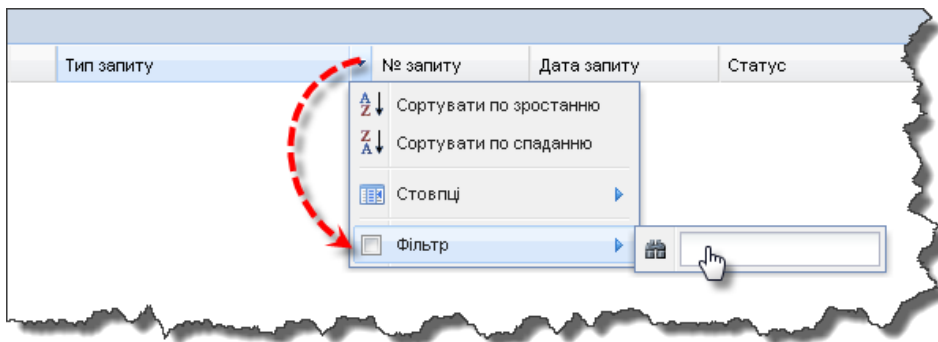 Тип запиту № запиту Дата запиту Статус
Сортувати по зростанню
Сортувати по спаданню
Стовпці
Фільтр